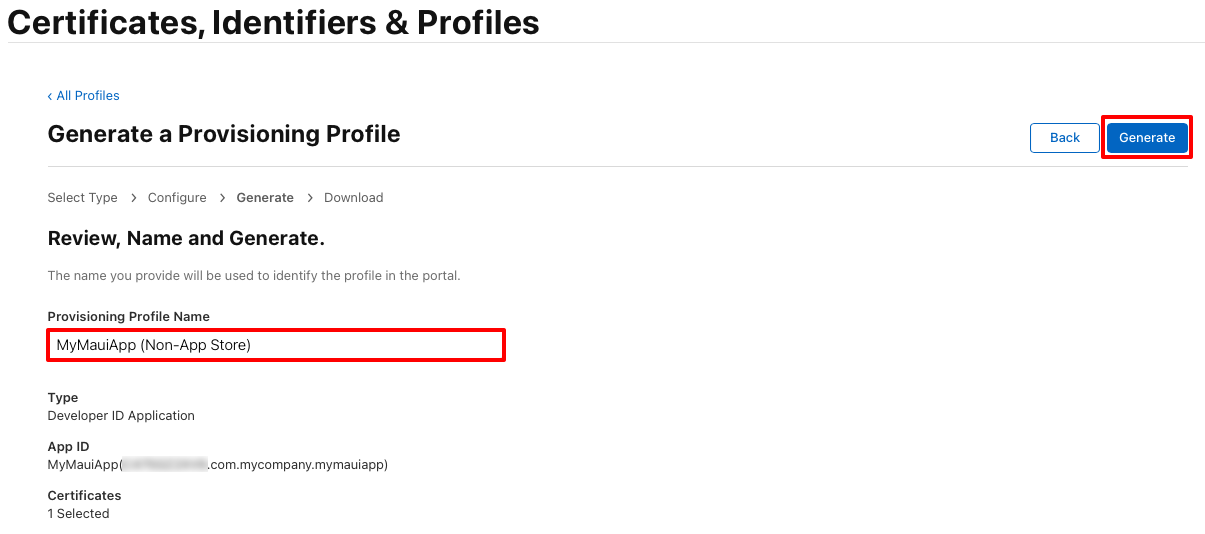 Certificates, Identifiers & Profiles
‹ All Profiles
Generate a Provisioning Profile
Back
Generate
Select Type > Configure > Generate > Download
Review, Name and Generate.
The name you provide will be used to identify the profile in the portal.
Provisioning Profile Name
MyMauiApp (Non-App Store)
Type
Developer ID Application
App ID
MyMauiApp( .com.mycompany.mymauiapp)
Certificates
1 Selected